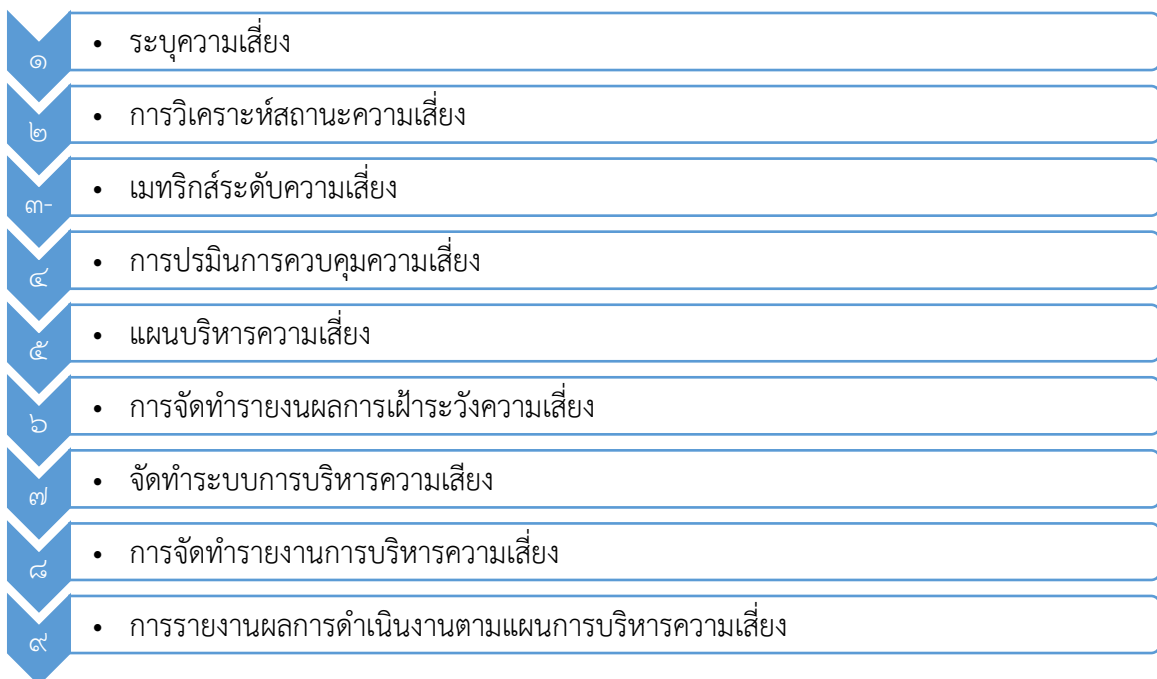 ๑ • ระบุความเสี่ยง
๒ • การวิเคราะห์สถานะความเสี่ยง
๓- • เมทริกส์ระดับความเสี่ยง
๔ • การปรมินการควบคุมความเสี่ยง
๕ • แผนบริหารความเสี่ยง
๖ • การจัดทำรายงนผลการเฝ้าระวังความเสี่ยง
๗ • จัดทำระบบการบริหารความเสียง
๘ • การจัดทำรายงานการบริหารความเสี่ยง
๙ • การรายงานผลการดำเนินงานตามแผนการบริหารความเสี่ยง